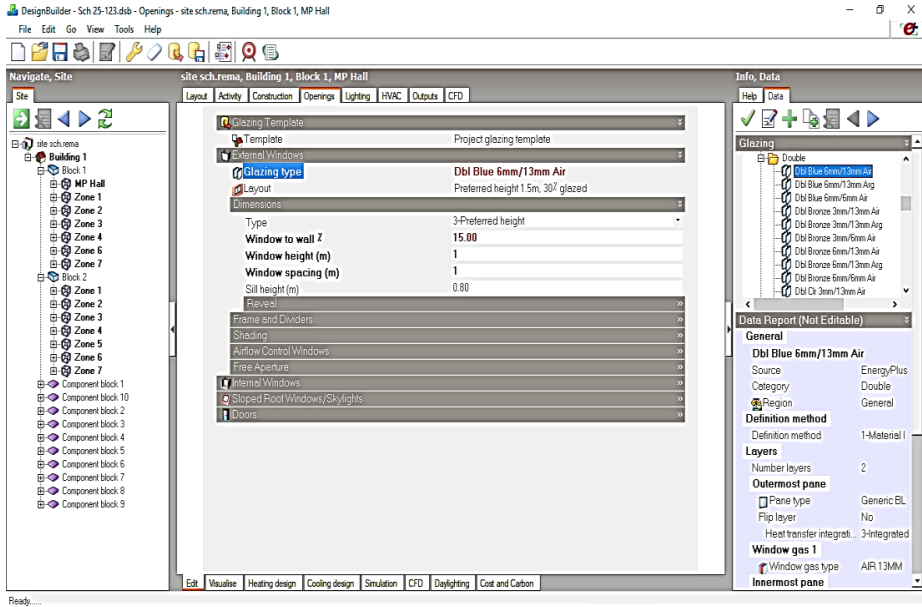 DesignBuilder - Sch 25-123.dsb - Openings - site sch.rema, Building 1, Block 1, MP Hall
File Edit Go View Tools Help
Navigate, Site
Site
site sch.rema
Building 1
Block 1
MP Hall
Zone 1
Zone 2
Zone 3
Zone 4
Zone 6
Zone 7
Block 2
Zone 1
Zone 2
Zone 3
Zone 4
Zone 5
Zone 6
Zone 7
Component block 1
Component block 10
Component block 2
Component block 3
Component block 4
Component block 5
Component block 6
Component block 7
Component block 8
Component block 9
site sch.rema, Building 1, Block 1, MP Hall
Layout Activity Construction Openings Lighting HVAC Outputs CFD
Glazing Template
Template Project glazing template
External Windows
Glazing type Dbl Blue 6mm/13mm Air
Layout Preferred height 1.5m, 30% glazed
Dimensions
Type 3-Preferred height
Window to wall % 15.00
Window height (m) 1
Window spacing (m) 1
Sill height (m) 0.80
Reveal
Frame and Dividers
Shading
Airflow Control Windows
Free Aperture
Internal Windows
Sloped Roof Windows/Skylights
Doors
Edit Visualise Heating design Cooling design Simulation CFD Daylighting Cost and Carbon
Info, Data
Help Data
Glazing
Double
Dbl Blue 6mm/13mm Air
Dbl Blue 6mm/13mm Arg
Dbl Blue 6mm/6mm Air
Dbl Bronze 3mm/13mm Air
Dbl Bronze 3mm/13mm Arg
Dbl Bronze 3mm/6mm Air
Dbl Bronze 6mm/13mm Air
Dbl Bronze 6mm/13mm Arg
Dbl Bronze 6mm/6mm Air
Dbl Clr 3mm/13mm Air
Data Report (Not Editable)
General
Dbl Blue 6mm/13mm Air
Source EnergyPlus
Category Double
Region General
Definition method
Definition method 1-Material l
Layers
Number layers 2
Outermost pane
Pane type Generic BL
Flip layer No
Heat transfer integrati... 3-Integrated
Window gas 1
Window gas type AIR 13MM
Innermost pane
Ready......